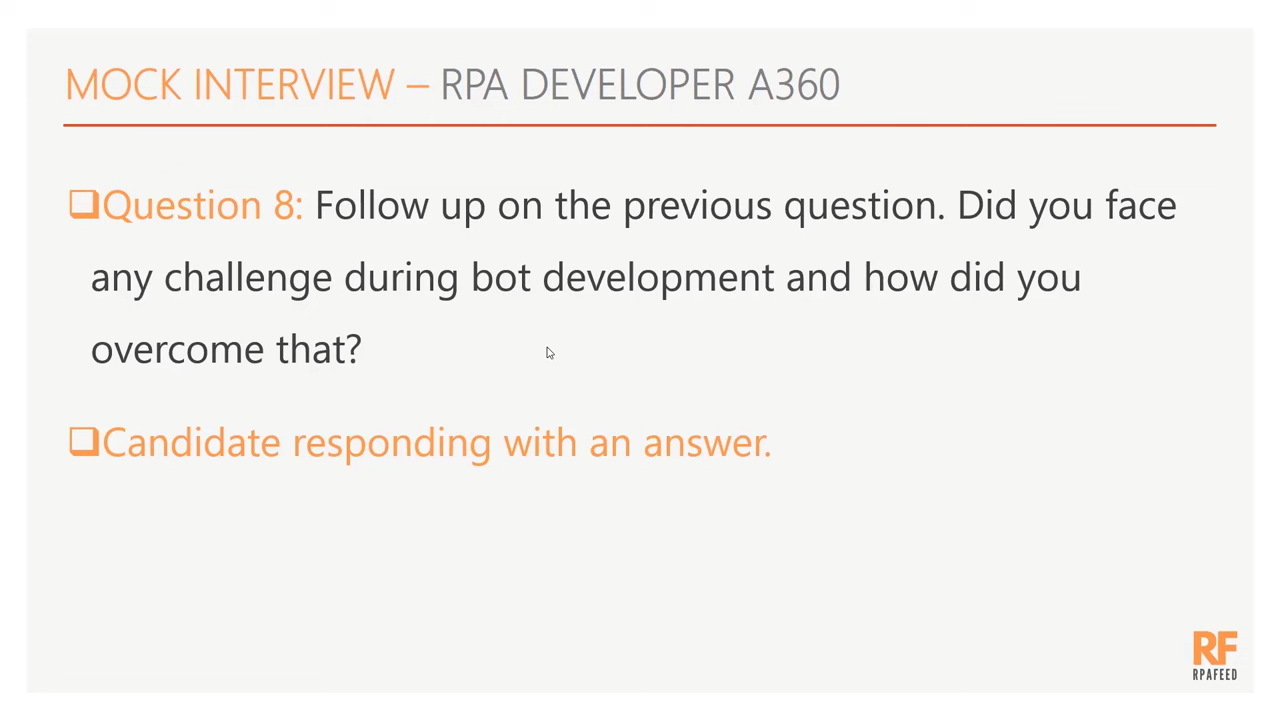 MOCK INTERVIEW – RPA DEVELOPER A360
❑Question 8: Follow up on the previous question. Did you face
any challenge during bot development and how did you
overcome that?
❑Candidate responding with an answer.
RF
RPAFEED